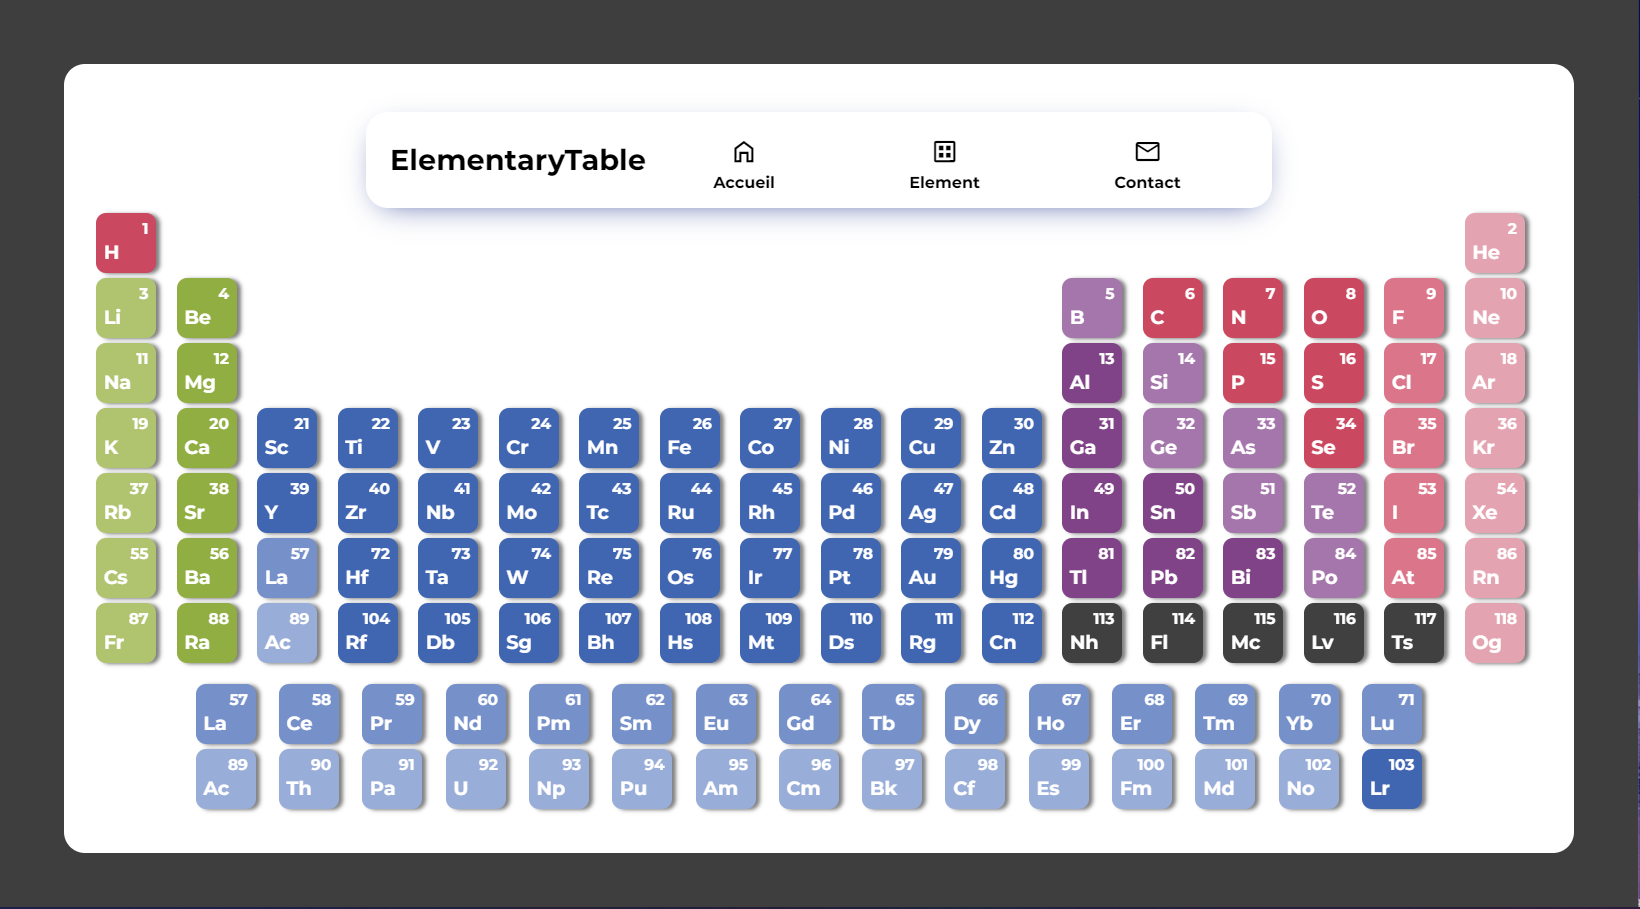 ElementaryTable
Accueil Element Contact
1 2
H He
3 4 5 6 7 8 9 10
Li Be B C N O F Ne
11 12 13 14 15 16 17 18
Na Mg Al Si P S Cl Ar
19 20 21 22 23 24 25 26 27 28 29 30 31 32 33 34 35 36
K Ca Sc Ti V Cr Mn Fe Co Ni Cu Zn Ga Ge As Se Br Kr
37 38 39 40 41 42 43 44 45 46 47 48 49 50 51 52 53 54
Rb Sr Y Zr Nb Mo Tc Ru Rh Pd Ag Cd In Sn Sb Te I Xe
55 56 57 72 73 74 75 76 77 78 79 80 81 82 83 84 85 86
Cs Ba La Hf Ta W Re Os Ir Pt Au Hg Tl Pb Bi Po At Rn
87 88 89 104 105 106 107 108 109 110 111 112 113 114 115 116 117 118
Fr Ra Ac Rf Db Sg Bh Hs Mt Ds Rg Cn Nh Fl Mc Lv Ts Og
57 58 59 60 61 62 63 64 65 66 67 68 69 70 71
La Ce Pr Nd Pm Sm Eu Gd Tb Dy Ho Er Tm Yb Lu
89 90 91 92 93 94 95 96 97 98 99 100 101 102 103
Ac Th Pa U Np Pu Am Cm Bk Cf Es Fm Md No Lr